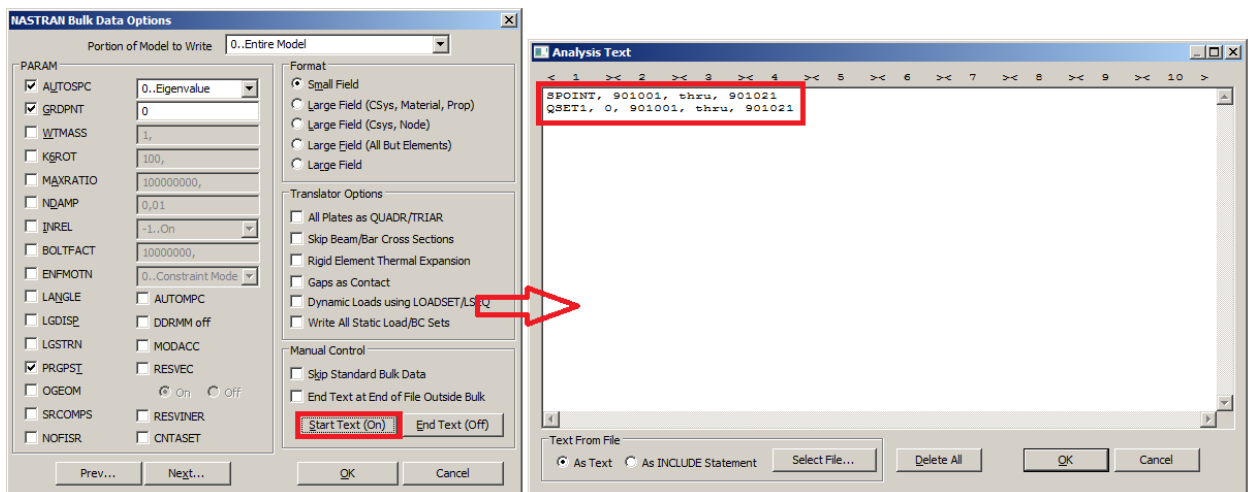 NASTRAN Bulk Data Options
Portion of Model to Write 0..Entire Model
PARAM
AUTOSPC 0..Eigenvalue
GRDPNT 0
WTMASS 1,
K6ROT 100,
MAXRATIO 100000000,
NDAMP 0,01
INREL -1..On
BOLTFACT 10000000,
ENFMOTN 0..Constraint Mode
LANGLE AUTOMPC
LGDISP DDRMM off
LGSTRN MODACC
PRGPST RESVEC
OGEOM On Off
SRCOMPS RESVINER
NOFISR CNTASET
Format
Small Field
Large Field (CSys, Material, Prop)
Large Field (Csys, Node)
Large Field (All But Elements)
Large Field
Translator Options
All Plates as QUADR/TRIAR
Skip Beam/Bar Cross Sections
Rigid Element Thermal Expansion
Gaps as Contact
Dynamic Loads using LOADSET/LSEQ
Write All Static Load/BC Sets
Manual Control
Skip Standard Bulk Data
End Text at End of File Outside Bulk
Start Text (On) End Text (Off)
Prev... Next... OK Cancel
Analysis Text
< 1 >< 2 >< 3 >< 4 >< 5 >< 6 >< 7 >< 8 >< 9 >< 10 >
SPOINT, 901001, thru, 901021
QSET1, 0, 901001, thru, 901021
Text From File
As Text As INCLUDE Statement Select File... Delete All OK Cancel